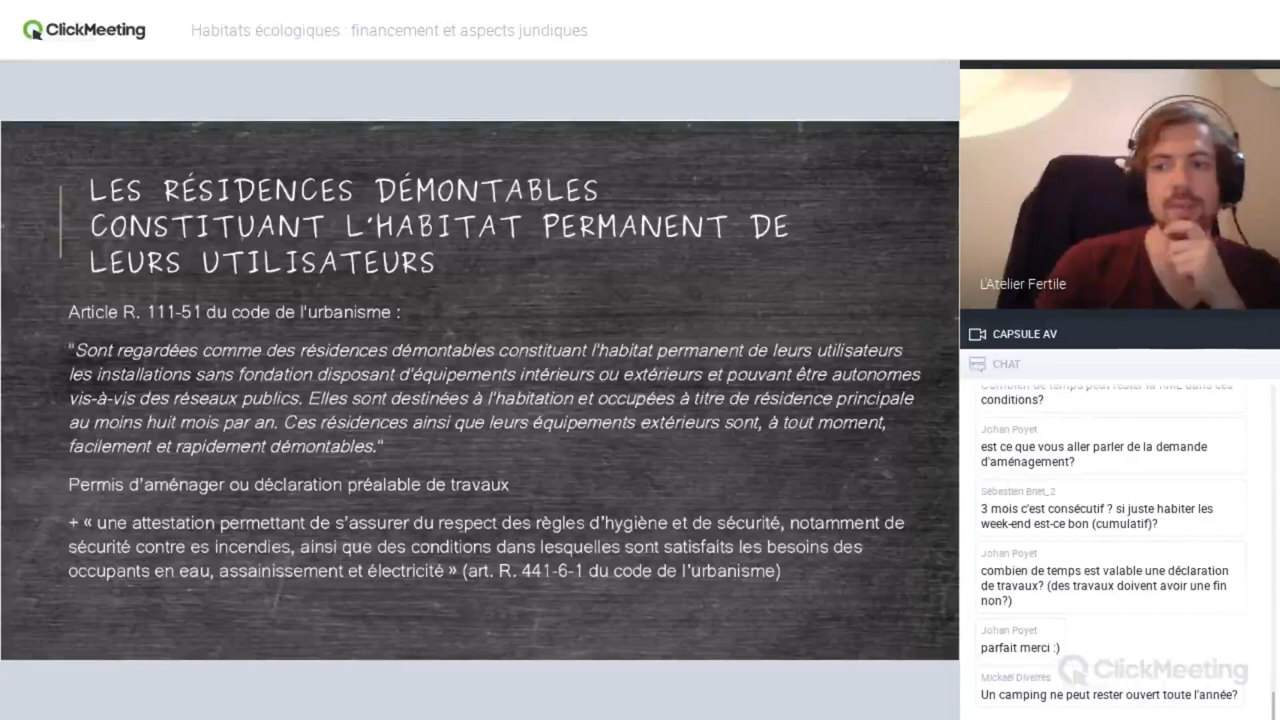 ClickMeeting
Habitats écologiques : financement et aspects juridiques
LES RÉSIDENCES DÉMONTABLES
CONSTITUANT L'HABITAT PERMANENT DE
LEURS UTILISATEURS
Article R. 111-51 du code de l'urbanisme :
"Sont regardées comme des résidences démontables constituant l'habitat permanent de leurs utilisateurs
les installations sans fondation disposant d'équipements intérieurs ou extérieurs et pouvant être autonomes
vis-à-vis des réseaux publics. Elles sont destinées à l'habitation et occupées à titre de résidence principale
au moins huit mois par an. Ces résidences ainsi que leurs équipements extérieurs sont, à tout moment,
facilement et rapidement démontables."
Permis d'aménager ou déclaration préalable de travaux
+ « une attestation permettant de s'assurer du respect des règles d'hygiène et de sécurité, notamment de
sécurité contre es incendies, ainsi que des conditions dans lesquelles sont satisfaits les besoins des
occupants en eau, assainissement et électricité » (art. R. 441-6-1 du code de l'urbanisme)
L'Atelier Fertile
CAPSULE AV
CHAT
conditions?
Johan Poyet
est ce que vous aller parler de la demande
d'aménagement?
Sébastien Briet_2
3 mois c'est consécutif ? si juste habiter les
week-end est-ce bon (cumulatif)?
Johan Poyet
combien de temps est valable une déclaration
de travaux? (des travaux doivent avoir une fin
non?)
Johan Poyet
parfait merci :)
ClickMeeting
Mickaël
Un camping ne peut rester ouvert toute l'année?